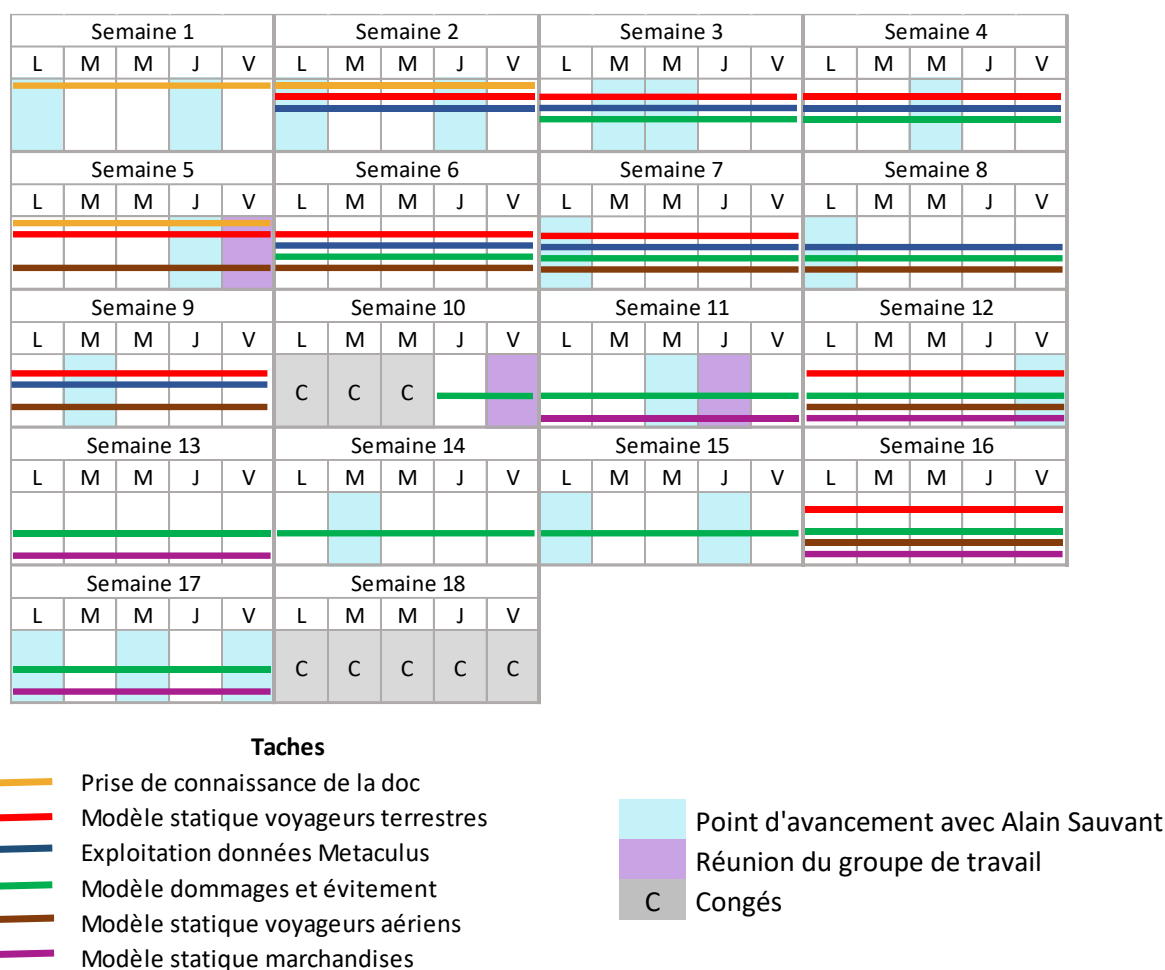 Semaine 1 Semaine 2 Semaine 3 Semaine 4
L M M J V L M M J V L M M J V L M M J V
Semaine 5 Semaine 6 Semaine 7 Semaine 8
L M M J V L M M J V L M M J V L M M J V
Semaine 9 Semaine 10 Semaine 11 Semaine 12
L M M J V L M M J V L M M J V L M M J V
C C C
Semaine 13 Semaine 14 Semaine 15 Semaine 16
L M M J V L M M J V L M M J V L M M J V
Semaine 17 Semaine 18
L M M J V L M M J V
C C C C C
Taches
Prise de connaissance de la doc
Modèle statique voyageurs terrestres
Exploitation données Metaculus
Modèle dommages et évitement
Modèle statique voyageurs aériens
Modèle statique marchandises
Point d'avancement avec Alain Sauvant
Réunion du groupe de travail
C Congés